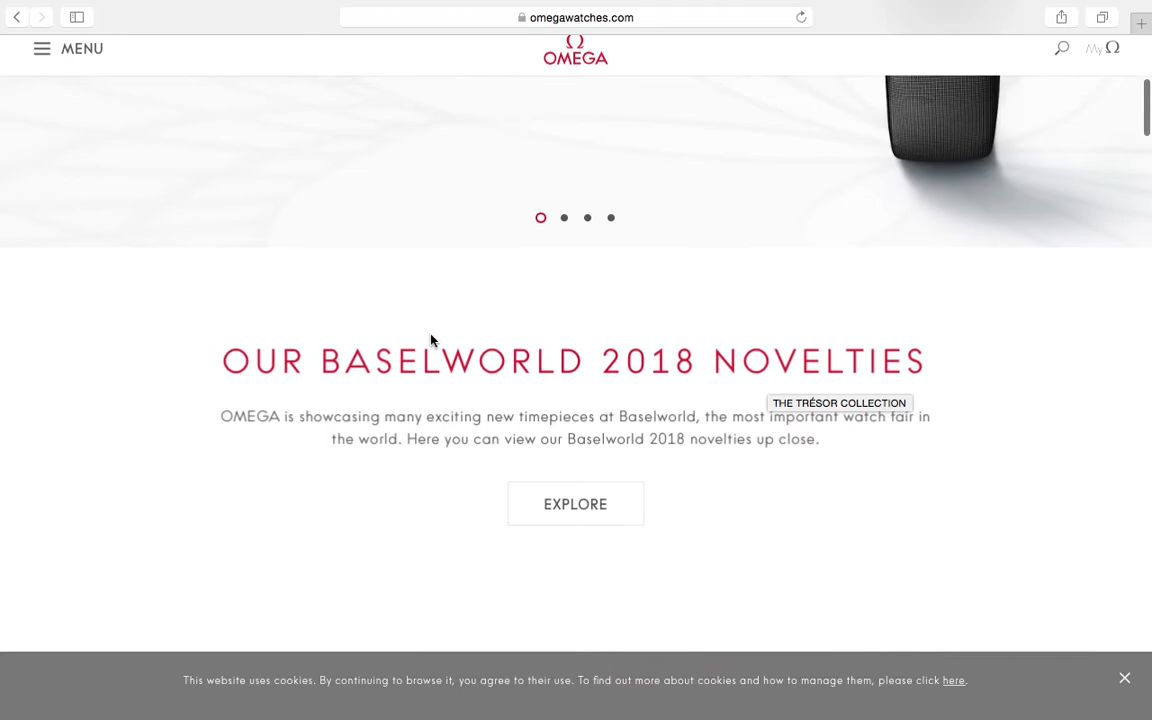 omegawatches.com
MENU
Ω
OMEGA
My Ω
OUR BASELWORLD 2018 NOVELTIES
THE TRÉSOR COLLECTION
OMEGA is showcasing many exciting new timepieces at Baselworld, the most important watch fair in
the world. Here you can view our Baselworld 2018 novelties up close.
EXPLORE
This website uses cookies. By continuing to browse it, you agree to their use. To find out more about cookies and how to manage them, please click here.